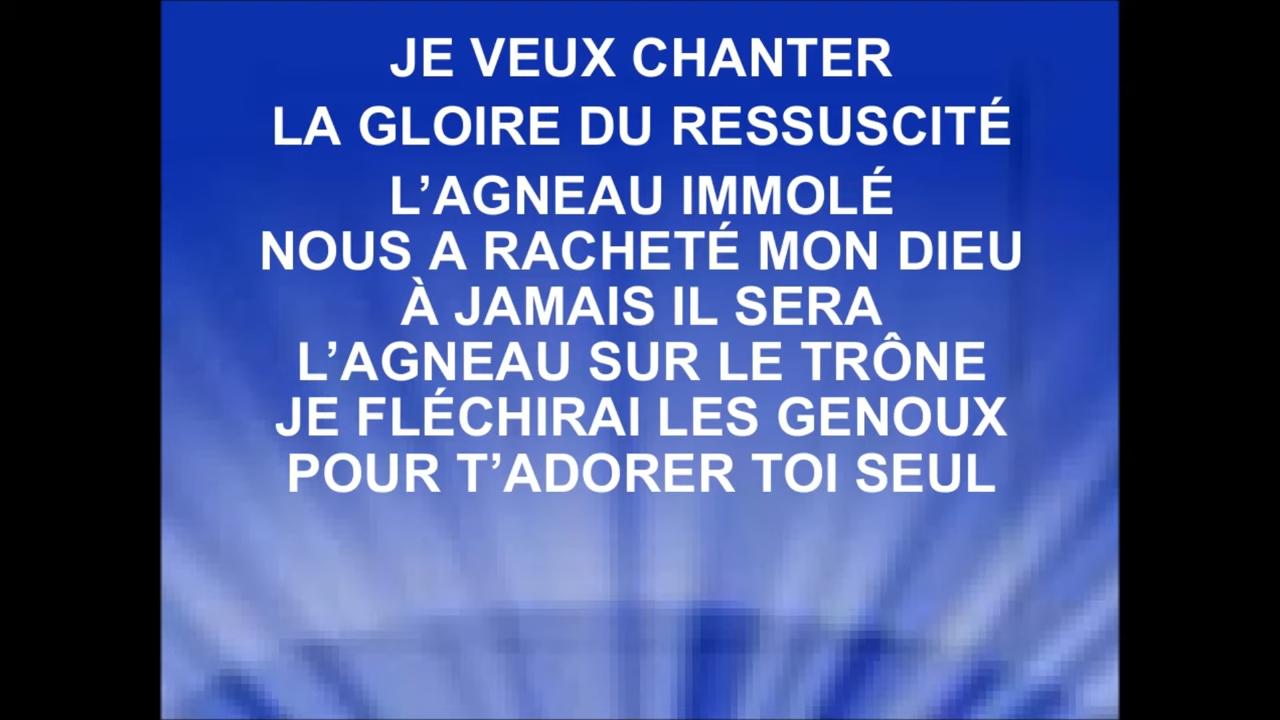 JE VEUX CHANTER
LA GLOIRE DU RESSUSCITÉ
L’AGNEAU IMMOLÉ
NOUS A RACHETÉ MON DIEU
À JAMAIS IL SERA
L’AGNEAU SUR LE TRÔNE
JE FLÉCHIRAI LES GENOUX
POUR T’ADORER TOI SEUL